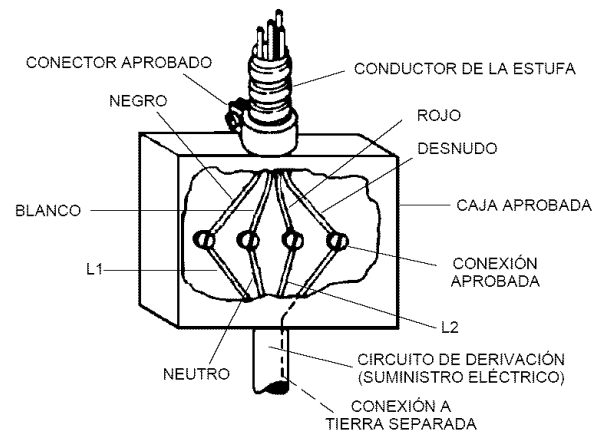 CONECTOR APROBADO
CONDUCTOR DE LA ESTUFA
NEGRO
ROJO
DESNUDO
BLANCO
CAJA APROBADA
L1
CONEXIÓN
APROBADA
L2
NEUTRO
CIRCUITO DE DERIVACIÓN
(SUMINISTRO ELÉCTRICO)
CONEXIÓN A
TIERRA SEPARADA